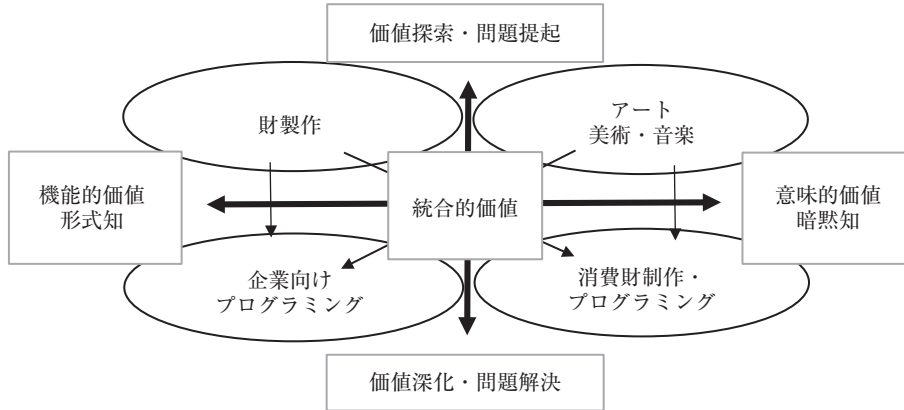 価値探索・問題提起
財製作
アート
美術・音楽
機能的価値
形式知
統合的価値
意味的価値
暗黙知
企業向け
プログラミング
消費財制作・
プログラミング
価値深化・問題解決